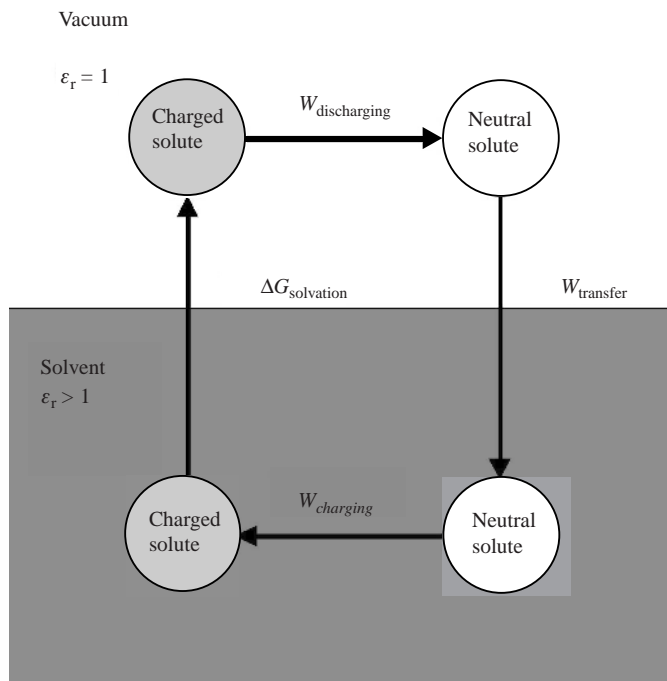 Vacuum
εr = 1
Charged
solute
Wdischarging
Neutral
solute
ΔGsolvation
Wtransfer
Solvent
εr > 1
Charged
solute
Wcharging
Neutral
solute